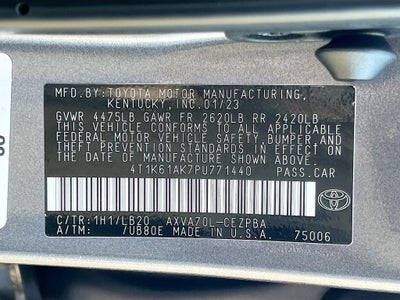 MFD.BY:TOYOTA MOTOR MANUFACTURING,
KENTUCKY,INC.01/23
GVWR 4475LB GAWR FR 2620LB RR 2420LB
THIS VEHICLE CONFORMS TO ALL APPLICABLE
FEDERAL MOTOR VEHICLE SAFETY,BUMPER,AND
THEFT PREVENTION STANDARDS IN EFFECT ON
THE DATE OF MANUFACTURE SHOWN ABOVE.
4T1K61AK7PU771440 PASS.CAR
C/TR:1H1/LB20 AXVA70L-CEZPBA
A/TM: /UB80E MADE IN U.S.A. 75006